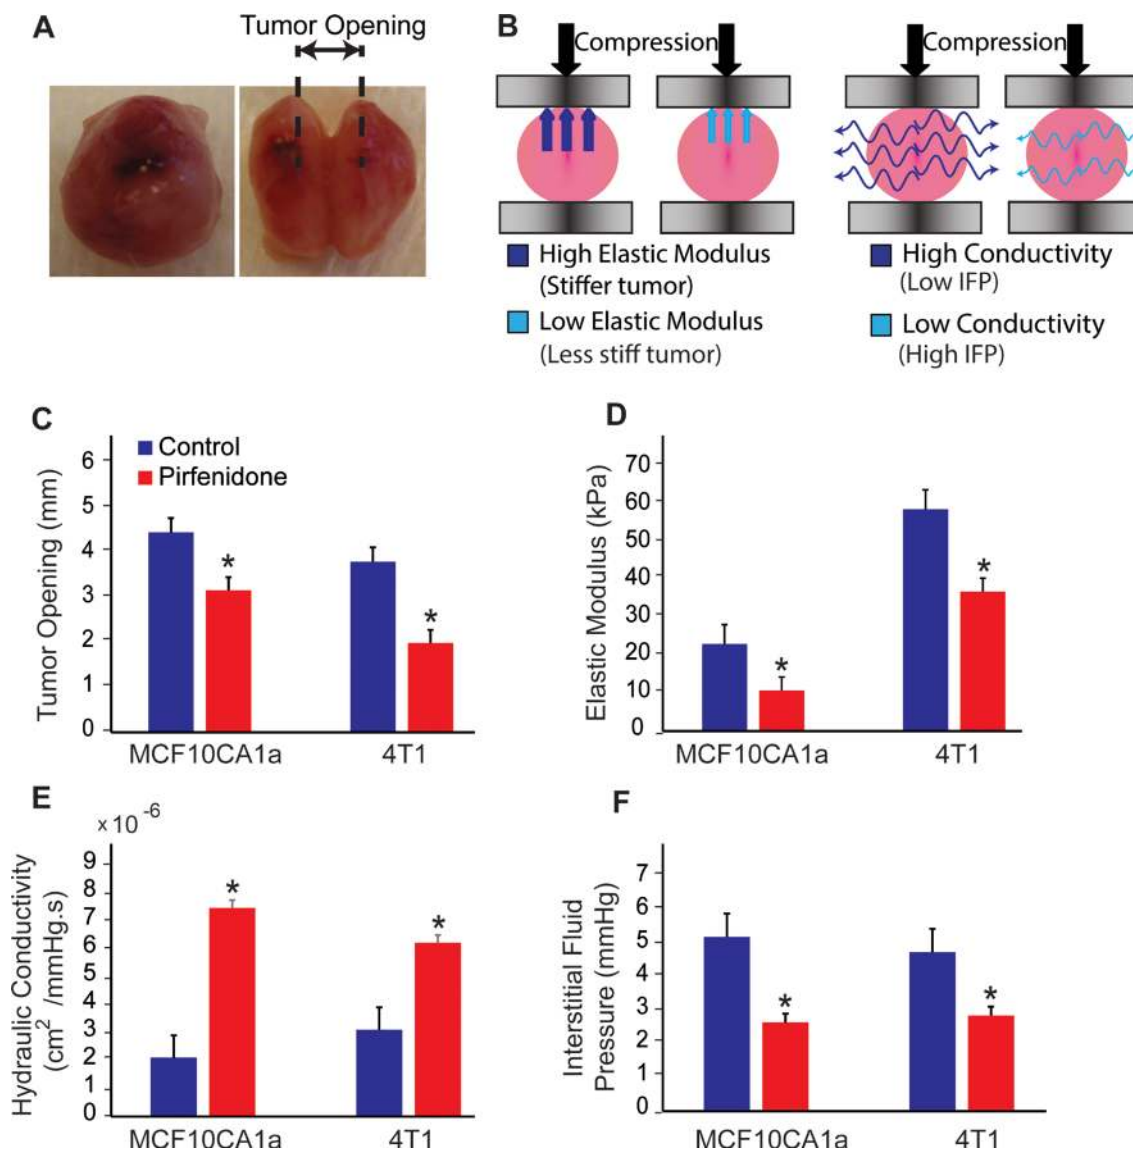 A
Tumor Opening
B
Compression
Compression
High Elastic Modulus
(Stiffer tumor)
Low Elastic Modulus
(Less stiff tumor)
High Conductivity
(Low IFP)
Low Conductivity
(High IFP)
C
Control
Pirfenidone
Tumor Opening (mm)
6
5
4
3
2
1
0
*
*
MCF10CA1a
4T1
D
Elastic Modulus (kPa)
70
60
50
40
30
20
10
0
*
*
MCF10CA1a
4T1
E
× 10 -6
Hydraulic Conductivity
(cm² /mmHg.s)
9
8
7
6
5
4
3
2
1
0
*
*
MCF10CA1a
4T1
F
Interstitial Fluid
Pressure (mmHg)
7
6
5
4
3
2
1
0
*
*
MCF10CA1a
4T1